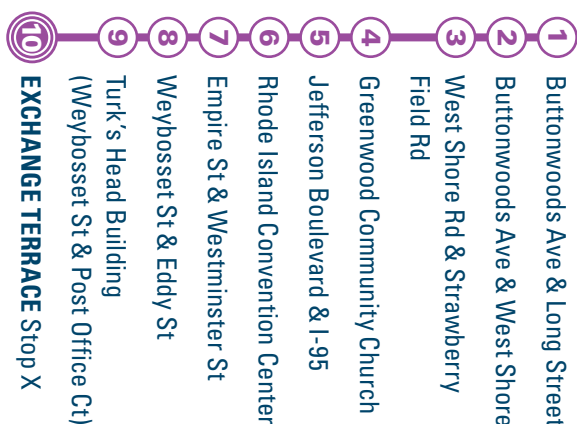 1 Buttonwoods Ave & Long Street
2 Buttonwoods Ave & West Shore
3 West Shore Rd & Strawberry
Field Rd
4 Greenwood Community Church
5 Jefferson Boulevard & I-95
6 Rhode Island Convention Center
7 Empire St & Westminster St
8 Weybosset St & Eddy St
9 Turk's Head Building
(Weybosset St & Post Office Ct)
10 EXCHANGE TERRACE Stop X